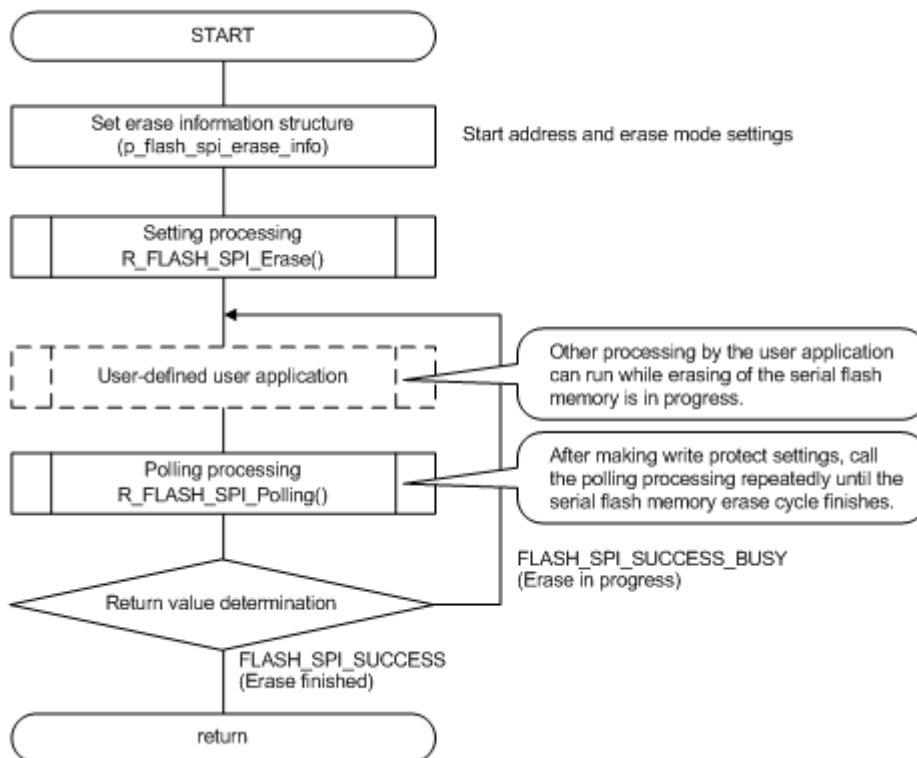 START
Set erase information structure
(p_flash_spi_erase_info)
Start address and erase mode settings
Setting processing
R_FLASH_SPI_Erase()
User-defined user application
Other processing by the user application
can run while erasing of the serial flash
memory is in progress.
Polling processing
R_FLASH_SPI_Polling()
After making write protect settings, call
the polling processing repeatedly until the
serial flash memory erase cycle finishes.
FLASH_SPI_SUCCESS_BUSY
(Erase in progress)
Return value determination
FLASH_SPI_SUCCESS
(Erase finished)
return